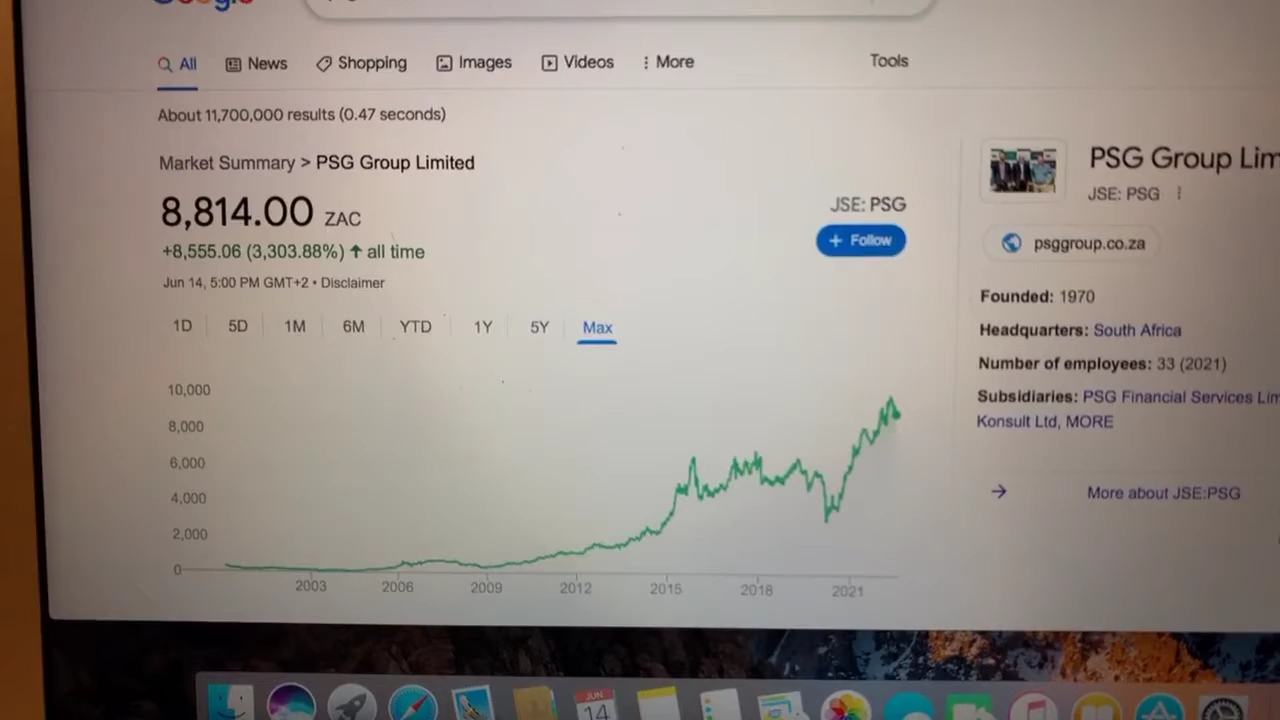 Google
All News Shopping Images Videos More Tools
About 11,700,000 results (0.47 seconds)
Market Summary > PSG Group Limited
8,814.00 ZAC
+8,555.06 (3,303.88%) ↑ all time
Jun 14, 5:00 PM GMT+2 • Disclaimer
JSE: PSG
+ Follow
1D 5D 1M 6M YTD 1Y 5Y Max
10,000
8,000
6,000
4,000
2,000
0
2003 2006 2009 2012 2015 2018 2021
PSG Group Lim
JSE: PSG
psggroup.co.za
Founded: 1970
Headquarters: South Africa
Number of employees: 33 (2021)
Subsidiaries: PSG Financial Services Lim
Konsult Ltd, MORE
→ More about JSE:PSG
JUN
14